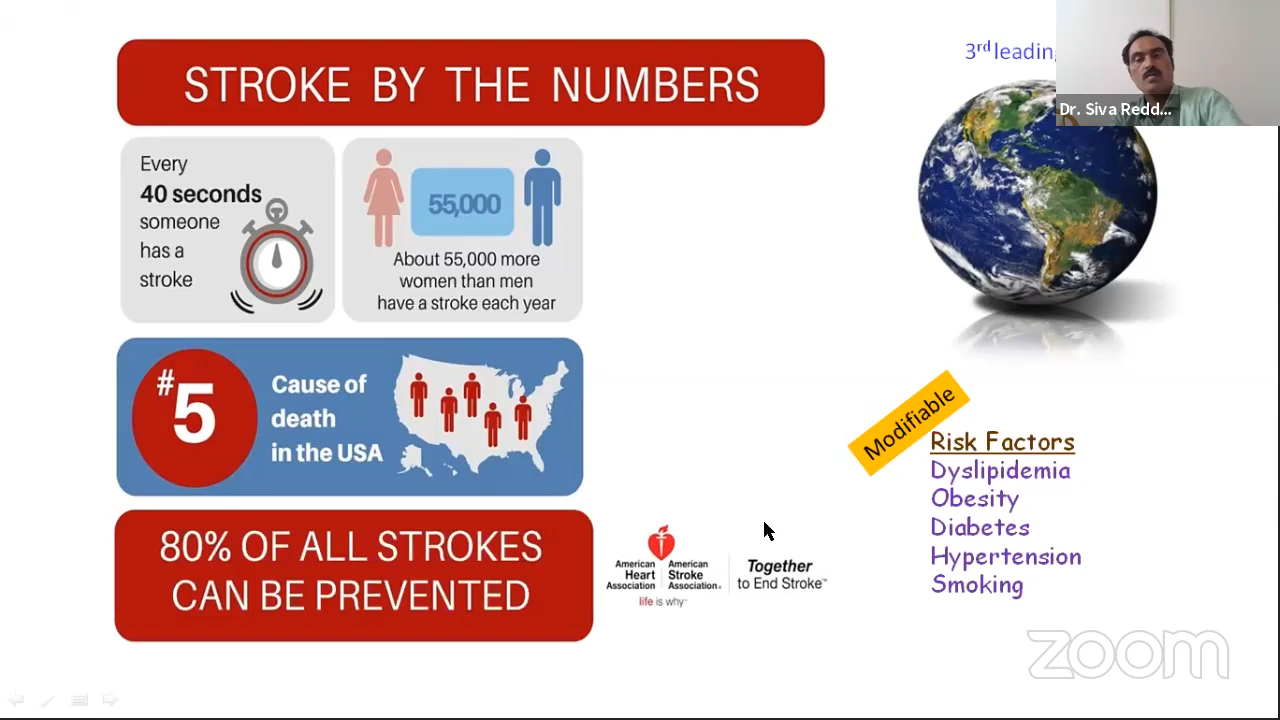 STROKE BY THE NUMBERS
3rd leading
Dr. Siva Redd...
Every
40 seconds
someone
has a
stroke
55,000
About 55,000 more
women than men
have a stroke each year
#5
Cause of
death
in the USA
80% OF ALL STROKES
CAN BE PREVENTED
American
Heart
Association
American
Stroke
Association®
life is why™
Together
to End Stroke™
Modifiable
Risk Factors
Dyslipidemia
Obesity
Diabetes
Hypertension
Smoking
zoom